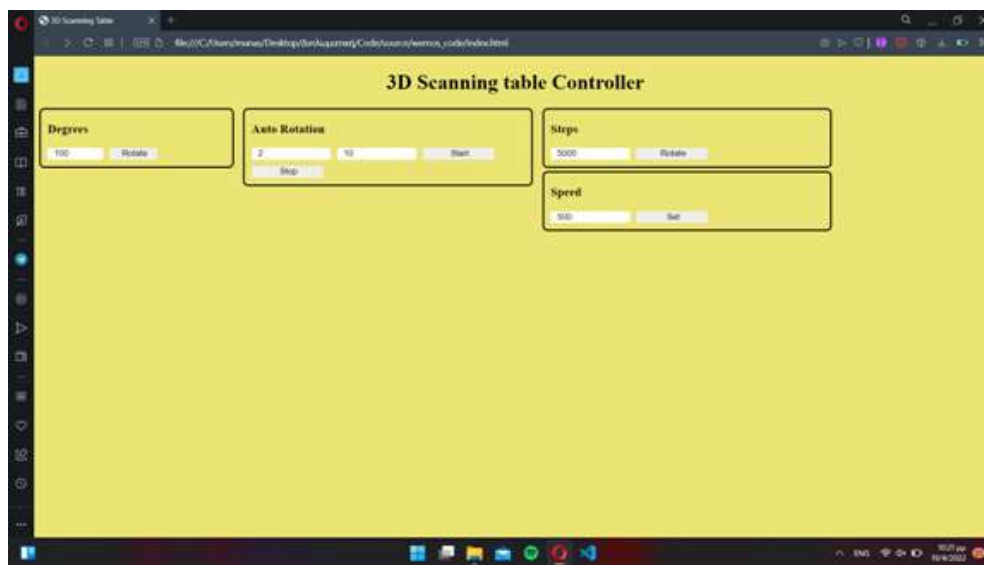 3D Scanning Table
3D Scanning table Controller
Degrees
100
Rotate
Auto Rotation
2
10
Start
Stop
Steps
5000
Rotate
Speed
500
Set
ENG